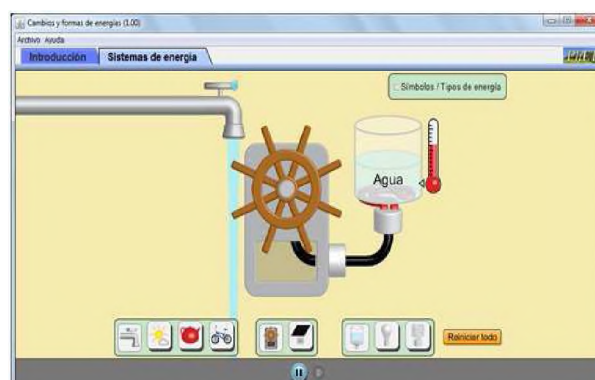 Cambios y formas de energías (1.00)
Archivo Ayuda
Introducción
Sistemas de energía
Símbolos / Tipos de energía
Agua
Reiniciar todo